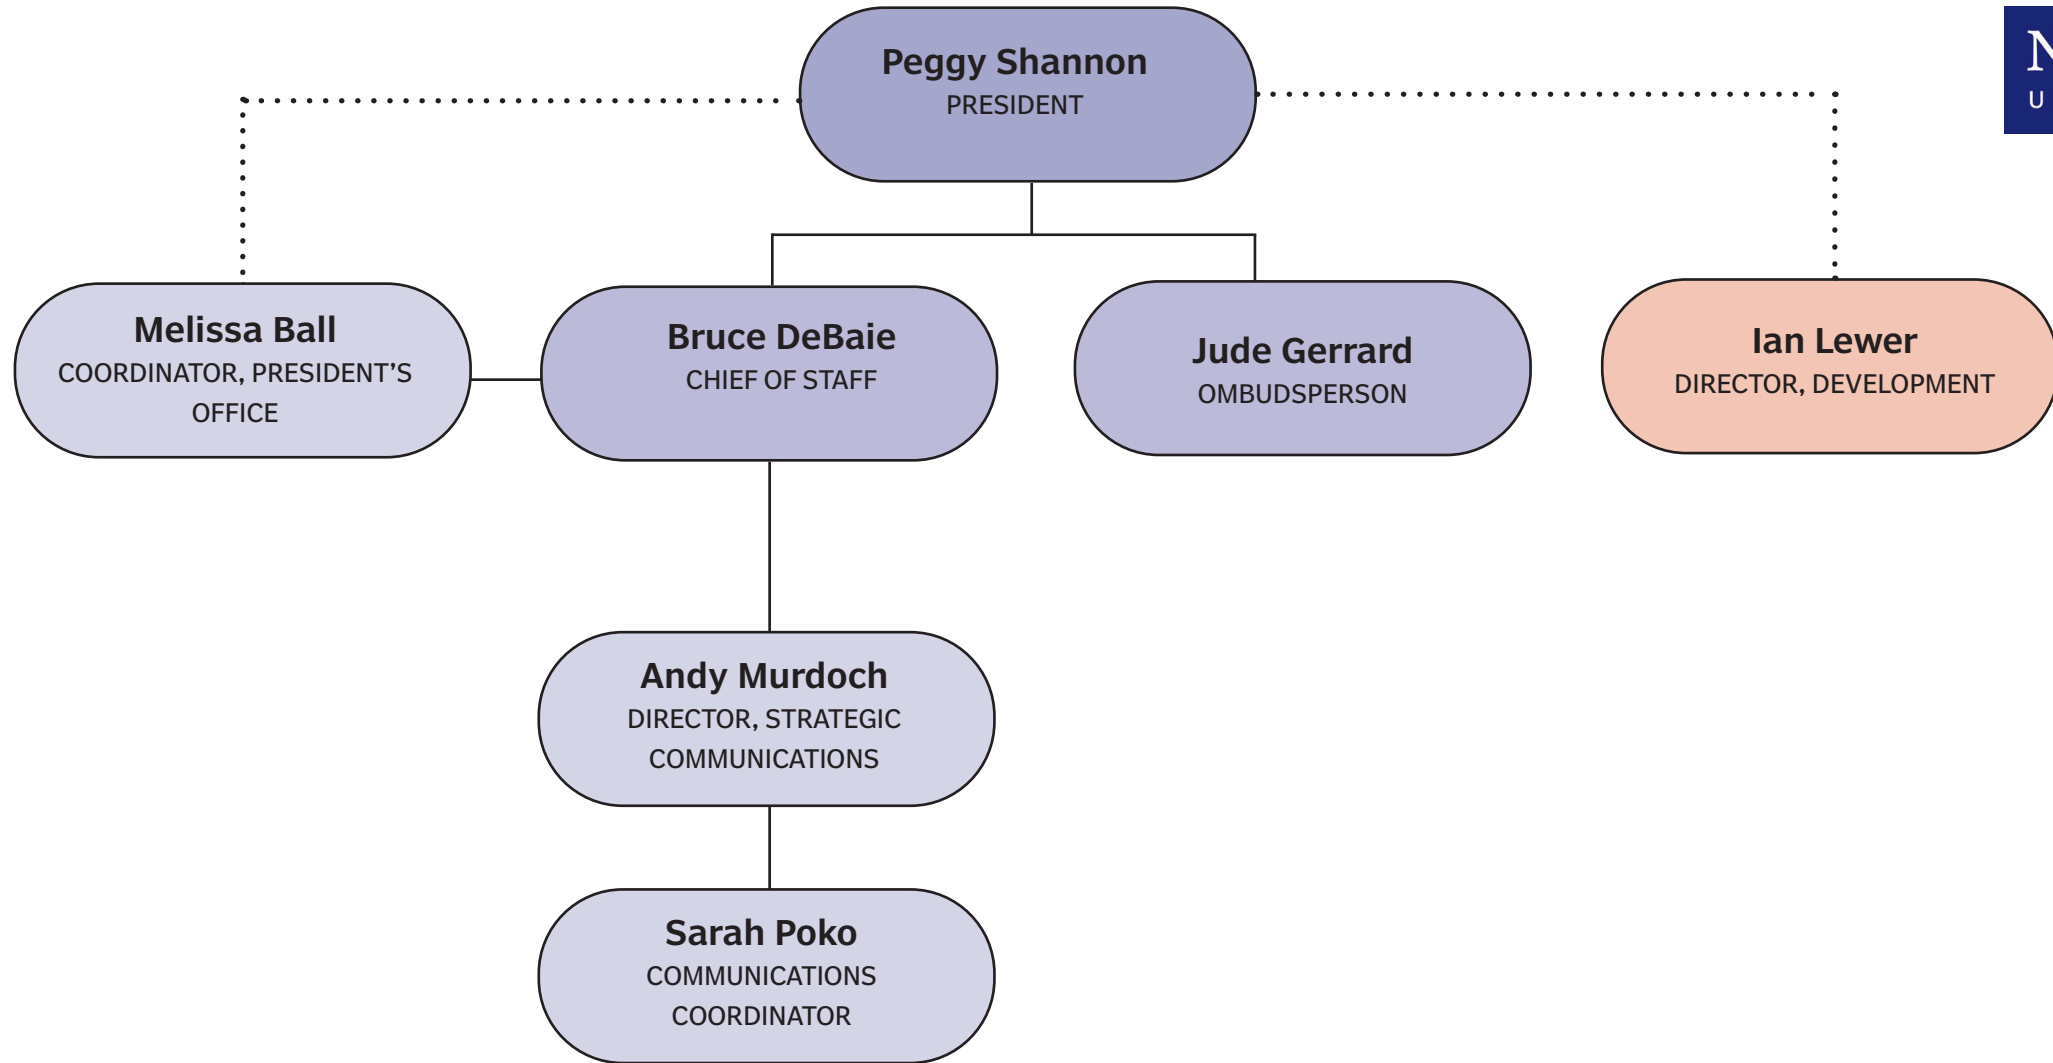 Peggy Shannon
PRESIDENT
N
U
Melissa Ball
COORDINATOR, PRESIDENT’S
OFFICE
Bruce DeBaie
CHIEF OF STAFF
Jude Gerrard
OMBUDSPERSON
Ian Lewer
DIRECTOR, DEVELOPMENT
Andy Murdoch
DIRECTOR, STRATEGIC
COMMUNICATIONS
Sarah Poko
COMMUNICATIONS
COORDINATOR